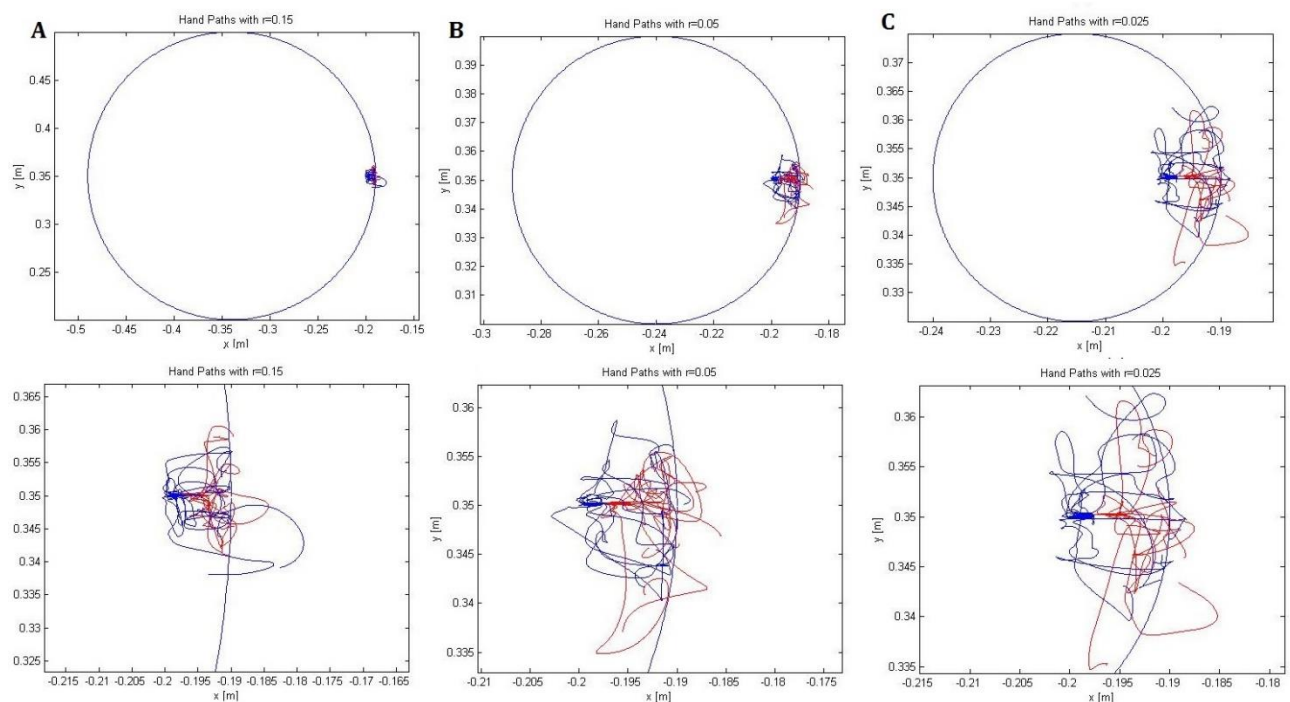 A
Hand Paths with r=0.15
0.45
0.4
0.35
0.3
0.25
y [m]
-0.5 -0.45 -0.4 -0.35 -0.3 -0.25 -0.2 -0.15
x [m]
B
Hand Paths with r=0.05
0.39
0.38
0.37
0.36
0.35
0.34
0.33
0.32
0.31
y [m]
-0.3 -0.28 -0.26 -0.24 -0.22 -0.2 -0.18
x [m]
C
Hand Paths with r=0.025
0.37
0.365
0.36
0.355
0.35
0.345
0.34
0.335
0.33
y [m]
-0.24 -0.23 -0.22 -0.21 -0.2 -0.19
x [m]
Hand Paths with r=0.15
0.365
0.36
0.355
0.35
0.345
0.34
0.335
0.33
0.325
y [m]
-0.215 -0.21 -0.205 -0.2 -0.195 -0.19 -0.185 -0.18 -0.175 -0.17 -0.165
x [m]
Hand Paths with r=0.05
0.36
0.355
0.35
0.345
0.34
0.335
y [m]
-0.21 -0.205 -0.2 -0.195 -0.19 -0.185 -0.18 -0.175
x [m]
Hand Paths with r=0.025
0.36
0.355
0.35
0.345
0.34
0.335
y [m]
-0.215 -0.21 -0.205 -0.2 -0.195 -0.19 -0.185 -0.18
x [m]